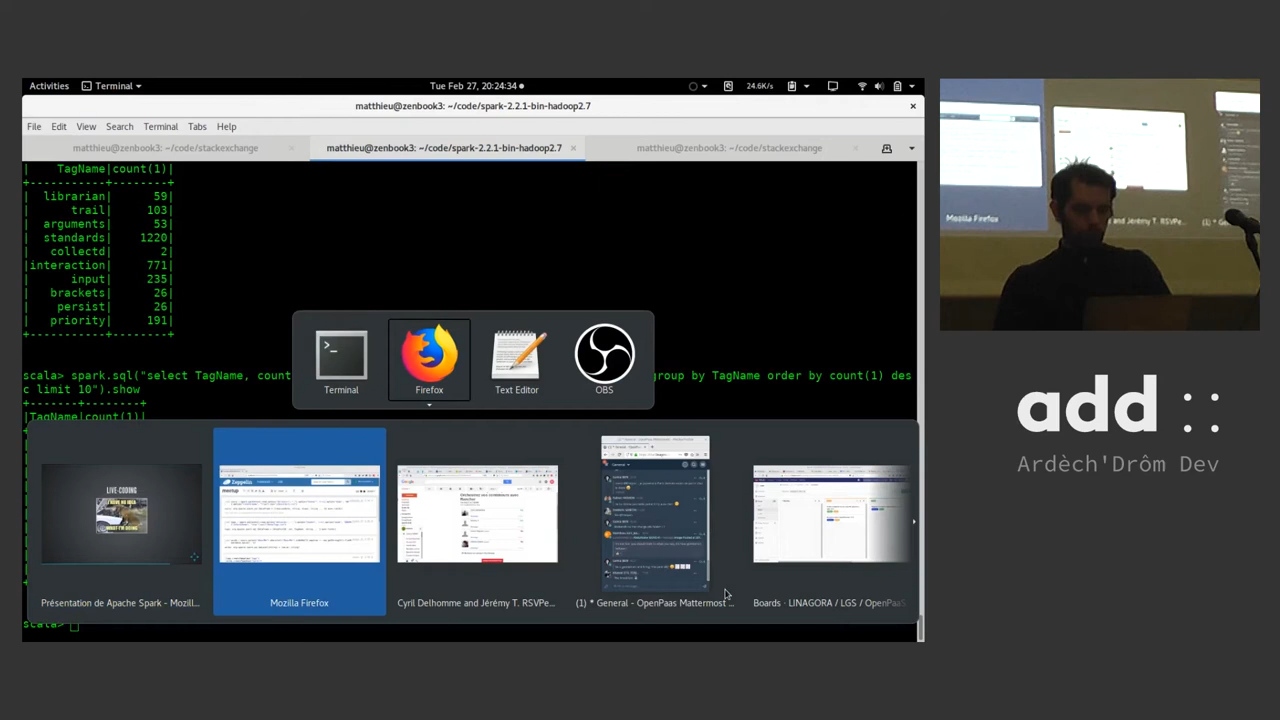 Activities
Terminal
Tue Feb 27, 20:24:34
24.6K/s
matthieu@zenbook3: ~/code/spark-2.2.1-bin-hadoop2.7
File Edit View Search Terminal Tabs Help
matthieu@zenbook3: ~/code/stackexchange
matthieu@zenbook3: ~/code/spark-2.2.1-bin-hadoop2.7
matthieu@zenbook3: ~/code/stackexchange
| TagName|count(1)|
+-----------+--------+
| librarian| 59|
| trail| 103|
| arguments| 53|
| standards| 1220|
| collectd| 2|
|interaction| 771|
| input| 235|
| brackets| 26|
| persist| 26|
| priority| 191|
+-----------+--------+
scala> spark.sql("select TagName, count
group by TagName order by count(1) des
c limit 10").show
+-------+--------+
|TagName|count(1)|
Terminal
Firefox
Text Editor
OBS
Présentation de Apache Spark - Mozill...
Mozilla Firefox
Cyril Delhomme and Jérémy T. RSVPe...
(1) * General - OpenPaas Mattermost ...
Boards · LINAGORA / LGS / OpenPaaS
scala>
Mozilla Firefox
and Jérémy T. RSVPe...
(1) * G
add ::
Ardèch'Drôm Dev